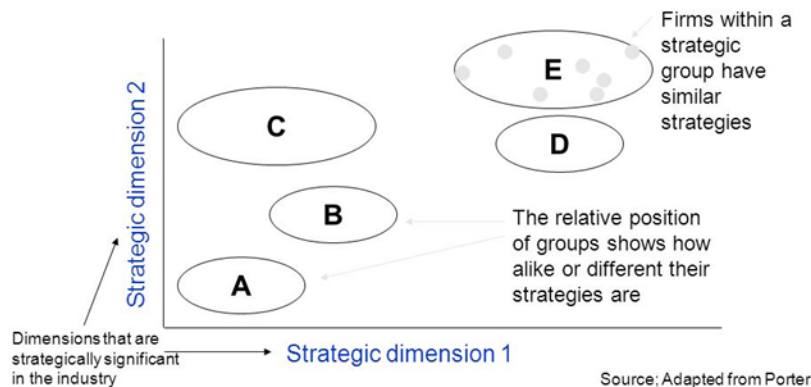 Firms within a
strategic
group have
similar
strategies
E
C
D
B
The relative position
of groups shows how
alike or different their
strategies are
A
Strategic dimension 2
Dimensions that are
strategically significant
in the industry
Strategic dimension 1
Source; Adapted from Porter